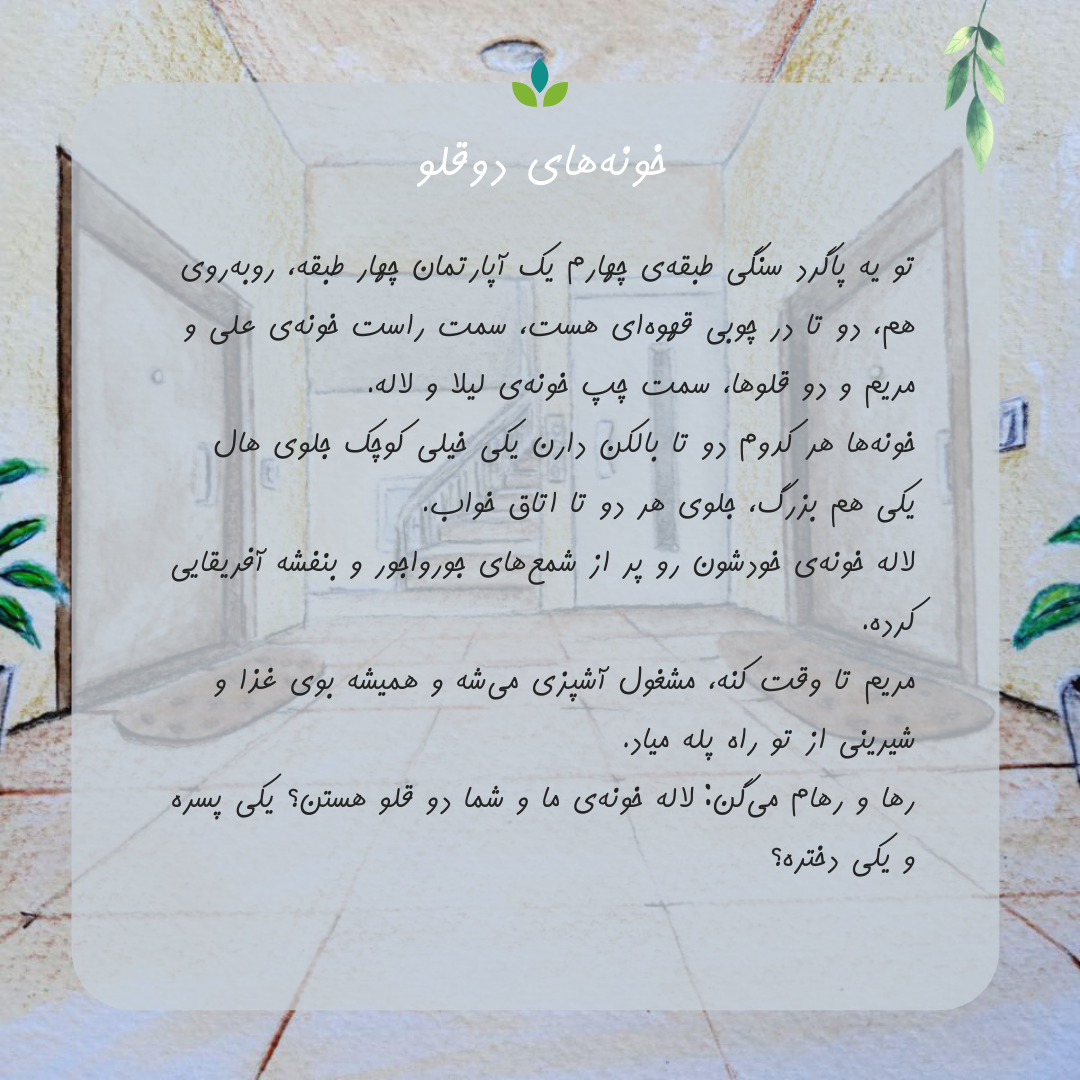 خونه‌های دوقلو
تو یه پاگرد سنگی طبقه‌ی چهارم یک آپارتمان چهار طبقه، روبه‌روی
هم، دو تا در چوبی قهوه‌ای هست، سمت راست خونه‌ی علی و
مریم و دو قلوها، سمت چپ خونه‌ی لیلا و لاله.
خونه‌ها هر کدوم دو تا بالکن دارن یکی خیلی کوچک جلوی هال
یکی هم بزرگ، جلوی هر دو تا اتاق خواب.
لاله خونه‌ی خودشون رو پر از شمع‌های جورواجور و بنفشه آفریقایی
کرده.
مریم تا وقت کنه، مشغول آشپزی می‌شه و همیشه بوی غذا و
شیرینی از تو راه پله میاد.
رها و رهام می‌گن: لاله خونه‌ی ما و شما دو قلو هستن؟ یکی پسره
و یکی دختره؟